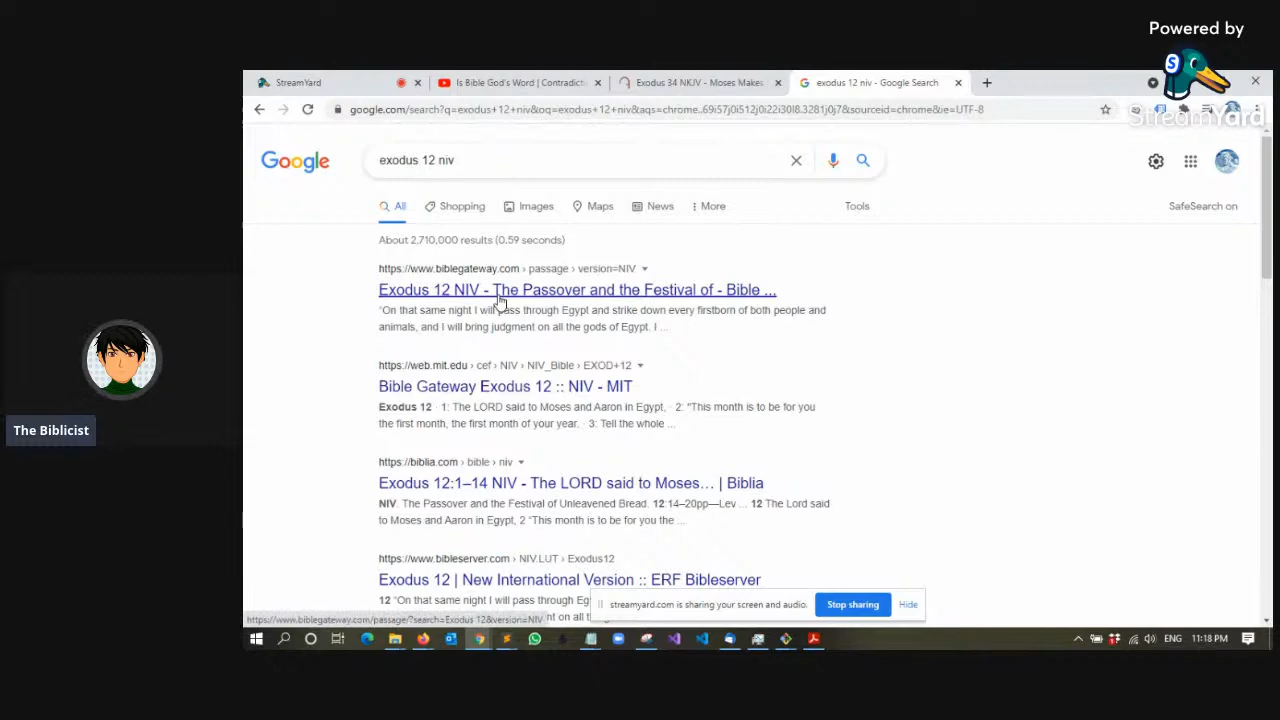 Powered by
S
StreamYard
StreamYard
Is Bible God's Word | Contradicti
Exodus 34 NKJV - Moses Makes
exodus 12 niv - Google Search
google.com/search?q=exodus+12+niv&oq=exodus+12+niv&aqs=chrome..69i57j0i512j0i22i30l8.3281j0j7&sourceid=chrome&ie=UTF-8
Google
exodus 12 niv
All
Shopping
Images
Maps
News
More
Tools
SafeSearch on
About 2,710,000 results (0.59 seconds)
https://www.biblegateway.com › passage › version=NIV
Exodus 12 NIV - The Passover and the Festival of - Bible ...
“On that same night I will pass through Egypt and strike down every firstborn of both people and
animals, and I will bring judgment on all the gods of Egypt. I ...
https://web.mit.edu › cef › NIV › NIV_Bible › EXOD+12
Bible Gateway Exodus 12 :: NIV - MIT
Exodus 12 · 1: The LORD said to Moses and Aaron in Egypt, · 2: "This month is to be for you
the first month, the first month of your year. · 3: Tell the whole ...
The Biblicist
https://biblia.com › bible › niv
Exodus 12:1–14 NIV - The LORD said to Moses… | Biblia
NIV. The Passover and the Festival of Unleavened Bread. 12:14–20pp—Lev ... 12 The Lord said
to Moses and Aaron in Egypt, 2 “This month is to be for you the ...
https://www.bibleserver.com › NIV.LUT › Exodus12
Exodus 12 | New International Version :: ERF Bibleserver
12 “On that same night I will pass through Eg
nt on all th
streamyard.com is sharing your screen and audio.
Stop sharing
Hide
https://www.biblegateway.com/passage/?search=Exodus 12&version=NIV
ENG
11:18 PM